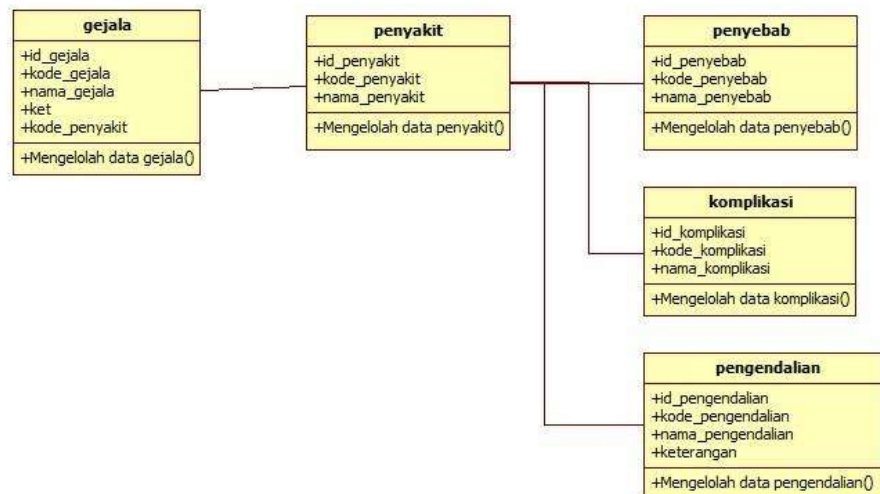 gejala
+id_gejala
+kode_gejala
+nama_gejala
+ket
+kode_penyakit
+Mengelolah data gejala()
penyakit
+id_penyakit
+kode_penyakit
+nama_penyakit
+Mengelolah data penyakit()
penyebab
+id_penyebab
+kode_penyebab
+nama_penyebab
+Mengelolah data penyebab()
komplikasi
+id_komplikasi
+kode_komplikasi
+nama_komplikasi
+Mengelolah data komplikasi()
pengendalian
+id_pengendalian
+kode_pengendalian
+nama_pengendalian
+keterangan
+Mengelolah data pengendalian()